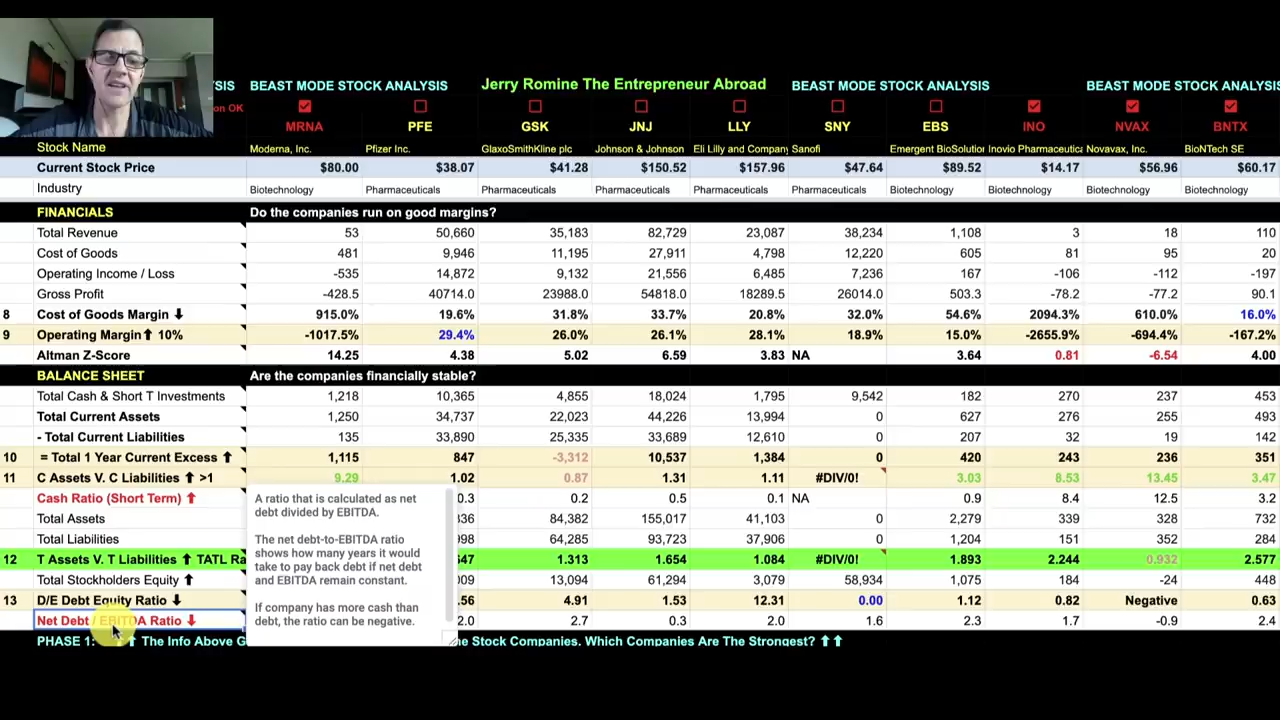 SIS BEAST MODE STOCK ANALYSIS Jerry Romine The Entrepreneur Abroad BEAST MODE STOCK ANALYSIS BEAST MODE STOCK ANALYSIS
on OK
MRNA PFE GSK JNJ LLY SNY EBS INO NVAX BNTX
Stock Name Moderna, Inc. Pfizer Inc. GlaxoSmithKline plc Johnson & Johnson Eli Lilly and Company Sanofi Emergent BioSolutio Inovio Pharmaceutica Novavax, Inc. BioNTech SE
Current Stock Price $80.00 $38.07 $41.28 $150.52 $157.96 $47.64 $89.52 $14.17 $56.96 $60.17
Industry Biotechnology Pharmaceuticals Pharmaceuticals Pharmaceuticals Pharmaceuticals Pharmaceuticals Biotechnology Biotechnology Biotechnology Biotechnology
FINANCIALS Do the companies run on good margins?
Total Revenue 53 50,660 35,183 82,729 23,087 38,234 1,108 3 18 110
Cost of Goods 481 9,946 11,195 27,911 4,798 12,220 605 81 95 20
Operating Income / Loss -535 14,872 9,132 21,556 6,485 7,236 167 -106 -112 -197
Gross Profit -428.5 40714.0 23988.0 54818.0 18289.5 26014.0 503.3 -78.2 -77.2 90.1
8 Cost of Goods Margin ⬇ 915.0% 19.6% 31.8% 33.7% 20.8% 32.0% 54.6% 2094.3% 610.0% 16.0%
9 Operating Margin⬆ 10% -1017.5% 29.4% 26.0% 26.1% 28.1% 18.9% 15.0% -2655.9% -694.4% -167.2%
Altman Z-Score 14.25 4.38 5.02 6.59 3.83 NA 3.64 0.81 -6.54 4.00
BALANCE SHEET Are the companies financially stable?
Total Cash & Short T Investments 1,218 10,365 4,855 18,024 1,795 9,542 182 270 237 453
Total Current Assets 1,250 34,737 22,023 44,226 13,994 0 627 276 255 493
- Total Current Liabilities 135 33,890 25,335 33,689 12,610 0 207 32 19 142
10 = Total 1 Year Current Excess ⬆ 1,115 847 -3,312 10,537 1,384 0 420 243 236 351
11 C Assets V. C Liabilities ⬆ >1 9.29 1.02 0.87 1.31 1.11 #DIV/0! 3.03 8.53 13.45 3.47
Cash Ratio (Short Term) ⬆ 0.3 0.2 0.5 0.1 NA 0.9 8.4 12.5 3.2
Total Assets 336 84,382 155,017 41,103 0 2,279 339 328 732
Total Liabilities 998 64,285 93,723 37,906 0 1,204 151 352 284
12 T Assets V. T Liabilities ⬆ TATL Ra 647 1.313 1.654 1.084 #DIV/0! 1.893 2.244 0.932 2.577
Total Stockholders Equity ⬆ 009 13,094 61,294 3,079 58,934 1,075 184 -24 448
13 D/E Debt Equity Ratio ⬇ .56 4.91 1.53 12.31 0.00 1.12 0.82 Negative 0.63
Net Debt / EBITDA Ratio ⬇ 2.0 2.7 0.3 2.0 1.6 2.3 1.7 -0.9 2.4
A ratio that is calculated as net
debt divided by EBITDA.
The net debt-to-EBITDA ratio
shows how many years it would
take to pay back debt if net debt
and EBITDA remain constant.
If company has more cash than
debt, the ratio can be negative.
PHASE 1: ⬆ ⬆ The Info Above G e Stock Companies. Which Companies Are The Strongest? ⬆ ⬆